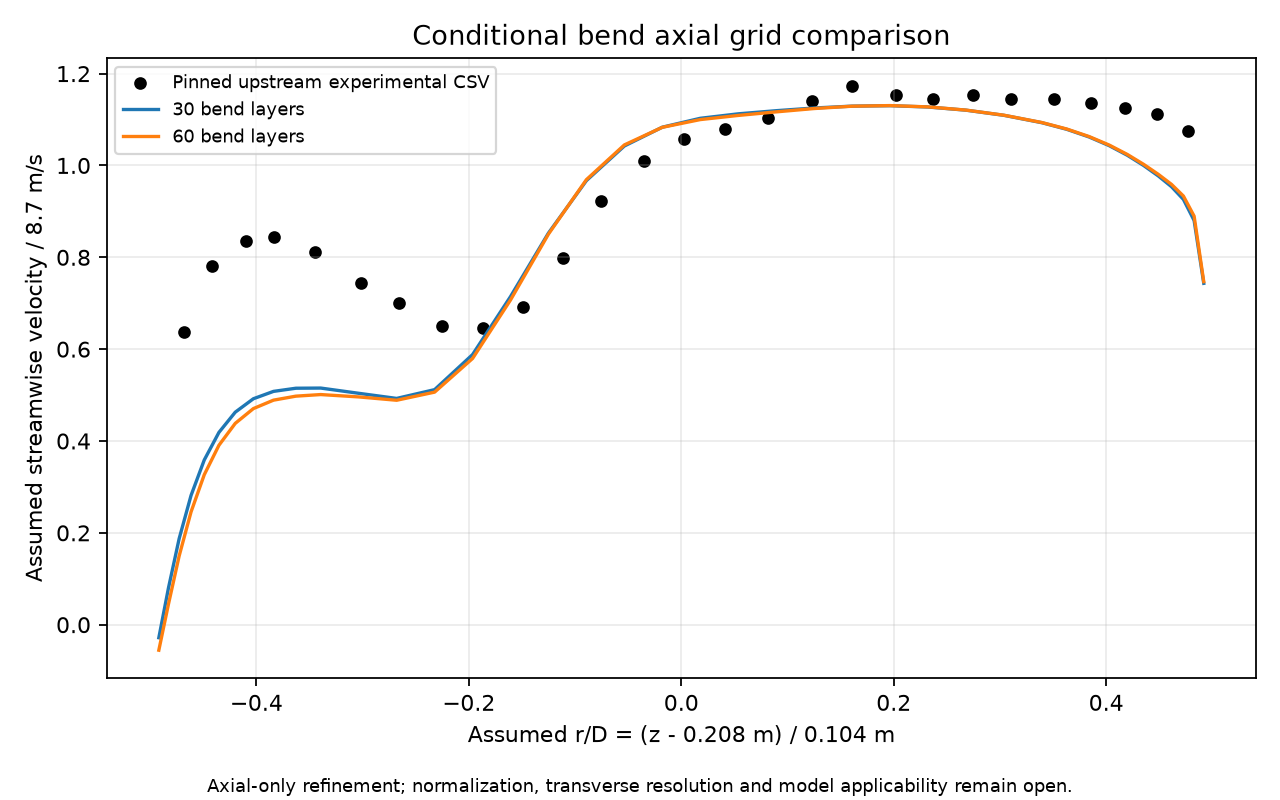 Conditional bend axial grid comparison
Pinned upstream experimental CSV
30 bend layers
60 bend layers
Assumed streamwise velocity / 8.7 m/s
1.2
1.0
0.8
0.6
0.4
0.2
0.0
−0.4 −0.2 0.0 0.2 0.4
Assumed r/D = (z - 0.208 m) / 0.104 m
Axial-only refinement; normalization, transverse resolution and model applicability remain open.